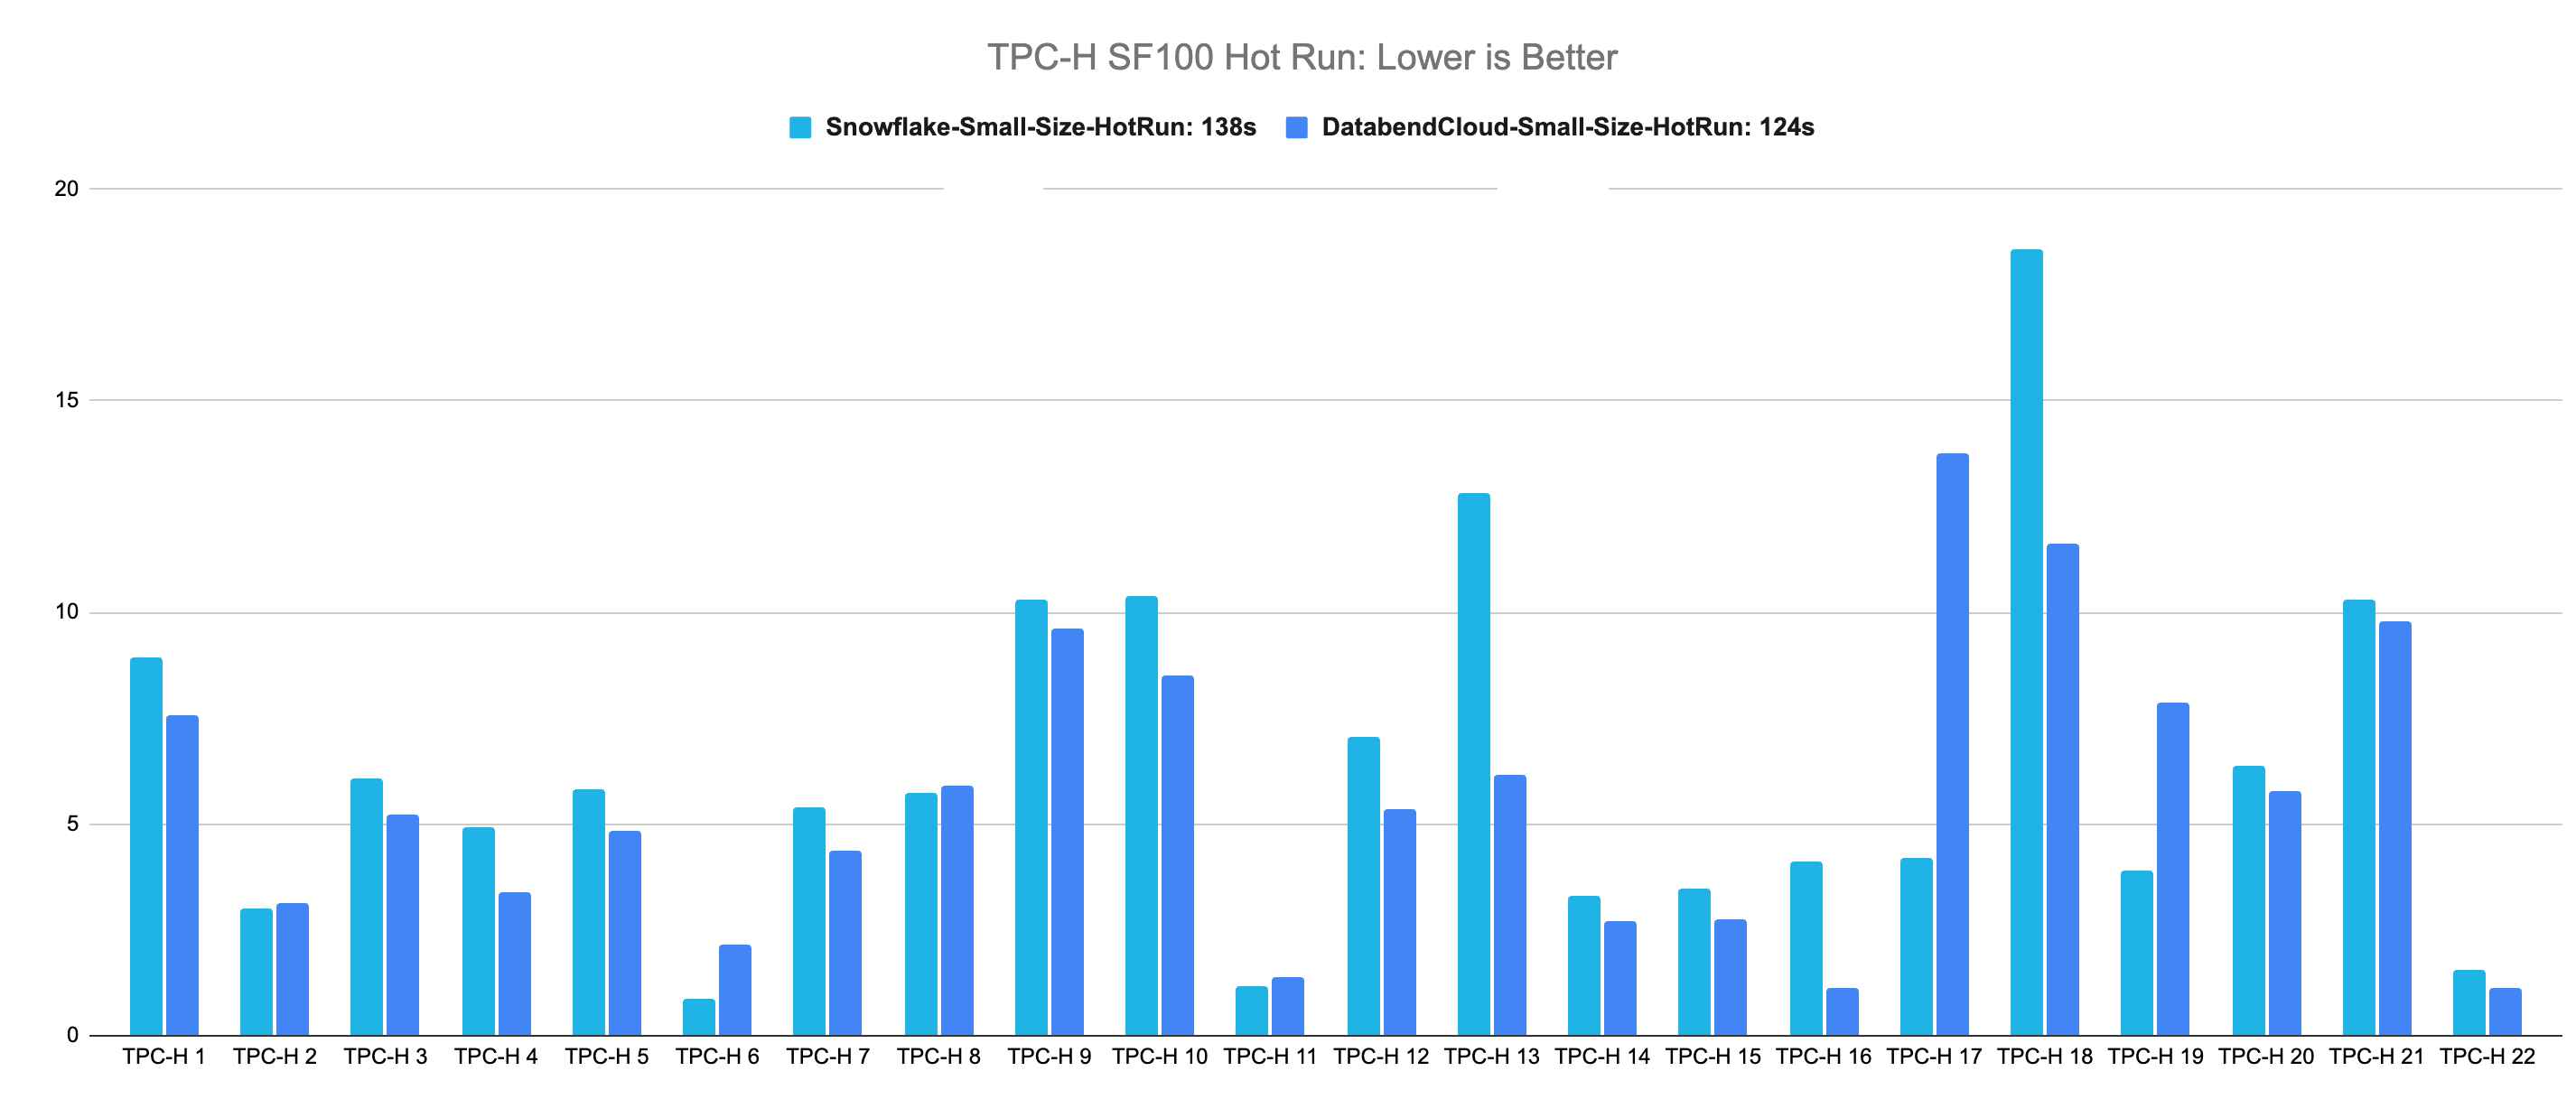 TPC-H SF100 Hot Run: Lower is Better
Snowflake-Small-Size-HotRun: 138s DatabendCloud-Small-Size-HotRun: 124s
20
15
10
5
0
TPC-H 1 TPC-H 2 TPC-H 3 TPC-H 4 TPC-H 5 TPC-H 6 TPC-H 7 TPC-H 8 TPC-H 9 TPC-H 10 TPC-H 11 TPC-H 12 TPC-H 13 TPC-H 14 TPC-H 15 TPC-H 16 TPC-H 17 TPC-H 18 TPC-H 19 TPC-H 20 TPC-H 21 TPC-H 22